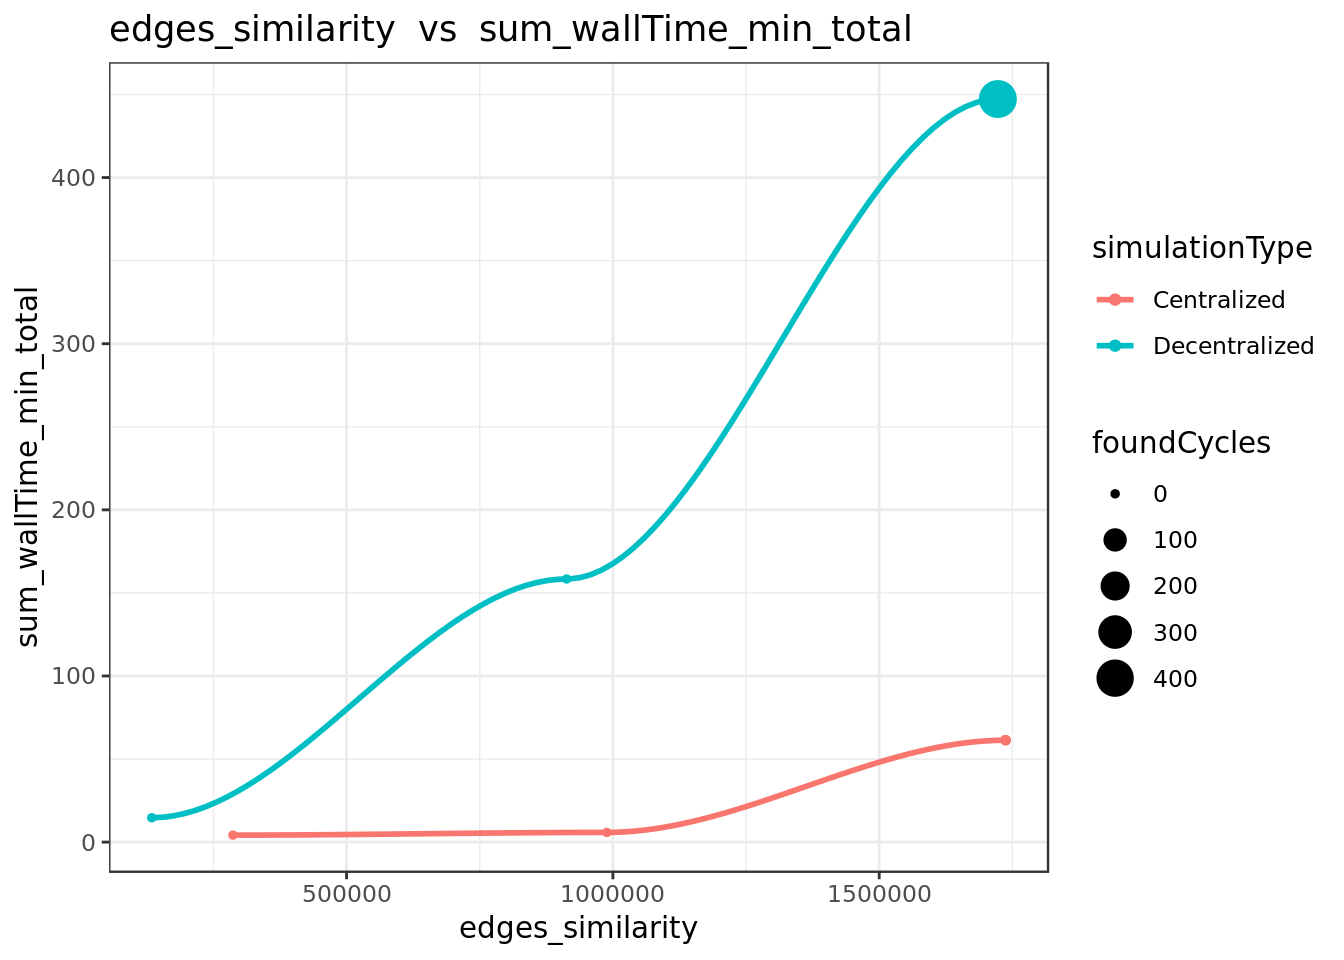 edges_similarity  vs  sum_wallTime_min_total
sum_wallTime_min_total
400
300
200
100
0
500000
1000000
1500000
edges_similarity
simulationType
Centralized
Decentralized
foundCycles
0
100
200
300
400